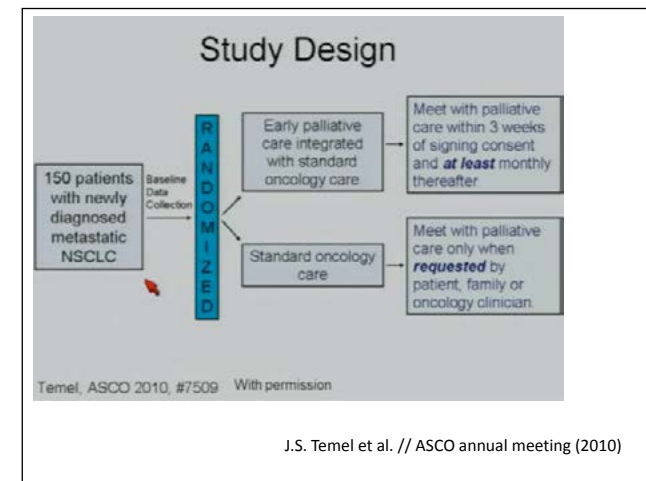 Study Design
150 patients
with newly
diagnosed
metastatic
NSCLC
Baseline
Data
Collection
RANDOMIZED
Early palliative
care integrated
with standard
oncology care
Meet with palliative
care within 3 weeks
of signing consent
and at least monthly
thereafter
Standard oncology
care
Meet with palliative
care only when
requested by
patient, family or
oncology clinician.
Temel, ASCO 2010, #7509 With permission
J.S. Temel et al. // ASCO annual meeting (2010)